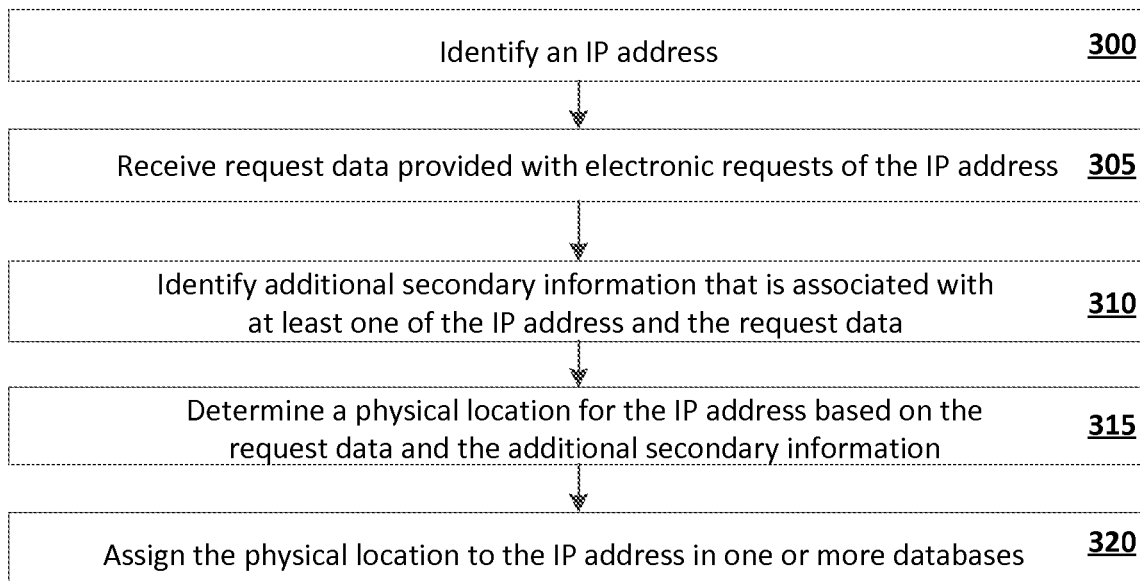 Identify an IP address 300
Receive request data provided with electronic requests of the IP address 305
Identify additional secondary information that is associated with
at least one of the IP address and the request data 310
Determine a physical location for the IP address based on the
request data and the additional secondary information 315
Assign the physical location to the IP address in one or more databases 320